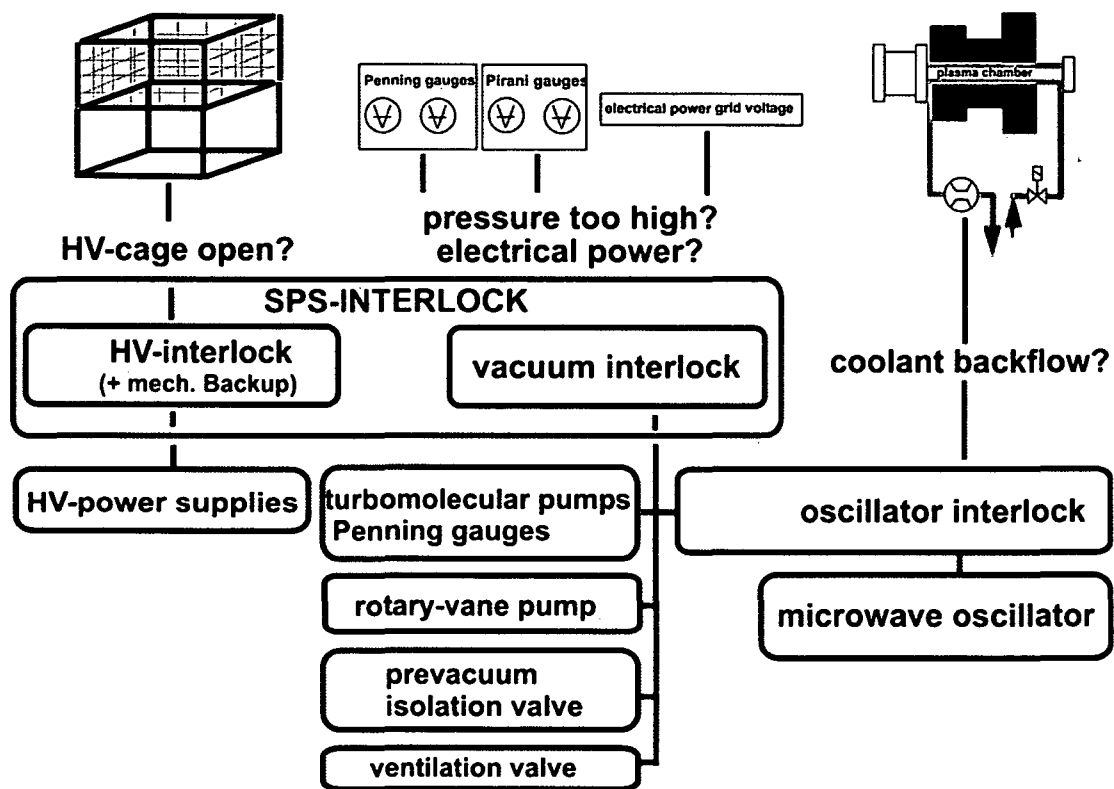 Penning gauges
Pirani gauges
electrical power grid voltage
plasma chamber
pressure too high?
electrical power?
HV-cage open?
SPS-INTERLOCK
HV-interlock
(+ mech. Backup)
vacuum interlock
coolant backflow?
HV-power supplies
turbomolecular pumps
Penning gauges
oscillator interlock
rotary-vane pump
microwave oscillator
prevacuum
isolation valve
ventilation valve